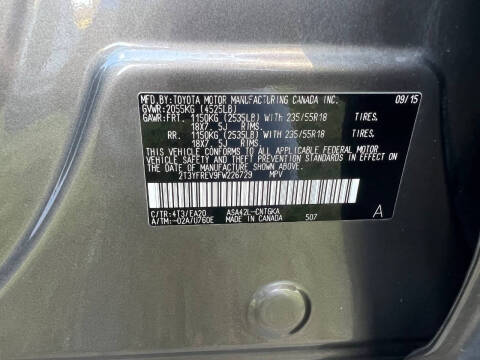 MFD.BY:TOYOTA MOTOR MANUFACTURING CANADA INC. 09/15
GVWR:2055KG (4525LB)
GAWR:FRT. 1150KG (2535LB) WITH 235/55R18 TIRES.
18X7.5J RIMS.
RR. 1150KG (2535LB) WITH 235/55R18 TIRES.
18X7.5J RIMS.
THIS VEHICLE CONFORMS TO ALL APPLICABLE FEDERAL MOTOR
VEHICLE SAFETY AND THEFT PREVENTION STANDARDS IN EFFECT
ON THE DATE OF MANUFACTURE SHOWN ABOVE.
2T3YFREV9FW226729 MPV
C/TR:4T3/EA20 ASA42L-CNTGKA A
A/TM:-02A/U760E MADE IN CANADA 507